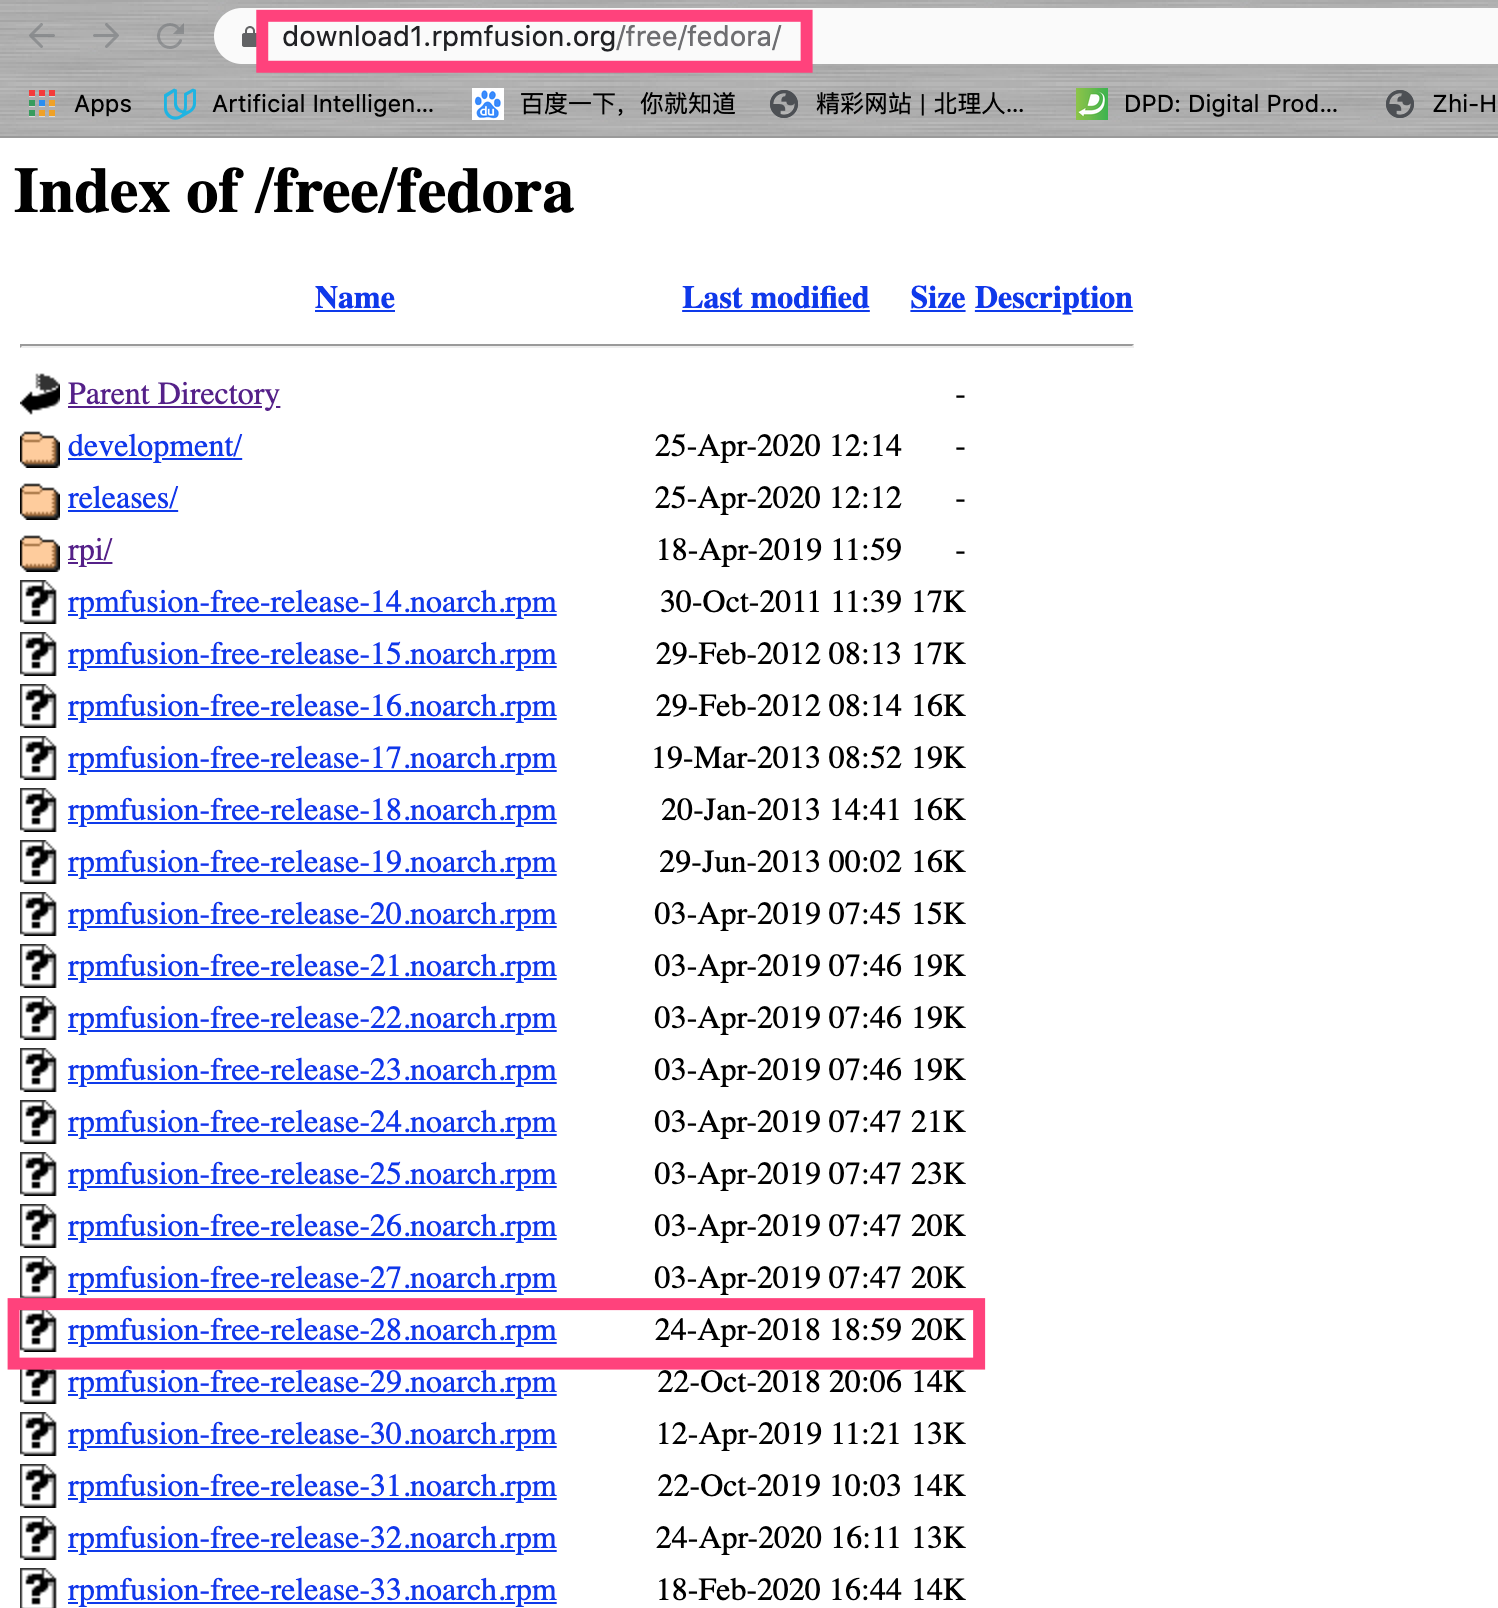 download1.rpmfusion.org/free/fedora/
Apps Artificial Intelligen... du 百度一下，你就知道 精彩网站 | 北理人... DPD: Digital Prod... Zhi-H
Index of /free/fedora
Name Last modified Size Description
Parent Directory -
development/ 25-Apr-2020 12:14 -
releases/ 25-Apr-2020 12:12 -
rpi/ 18-Apr-2019 11:59 -
rpmfusion-free-release-14.noarch.rpm 30-Oct-2011 11:39 17K
rpmfusion-free-release-15.noarch.rpm 29-Feb-2012 08:13 17K
rpmfusion-free-release-16.noarch.rpm 29-Feb-2012 08:14 16K
rpmfusion-free-release-17.noarch.rpm 19-Mar-2013 08:52 19K
rpmfusion-free-release-18.noarch.rpm 20-Jan-2013 14:41 16K
rpmfusion-free-release-19.noarch.rpm 29-Jun-2013 00:02 16K
rpmfusion-free-release-20.noarch.rpm 03-Apr-2019 07:45 15K
rpmfusion-free-release-21.noarch.rpm 03-Apr-2019 07:46 19K
rpmfusion-free-release-22.noarch.rpm 03-Apr-2019 07:46 19K
rpmfusion-free-release-23.noarch.rpm 03-Apr-2019 07:46 19K
rpmfusion-free-release-24.noarch.rpm 03-Apr-2019 07:47 21K
rpmfusion-free-release-25.noarch.rpm 03-Apr-2019 07:47 23K
rpmfusion-free-release-26.noarch.rpm 03-Apr-2019 07:47 20K
rpmfusion-free-release-27.noarch.rpm 03-Apr-2019 07:47 20K
rpmfusion-free-release-28.noarch.rpm 24-Apr-2018 18:59 20K
rpmfusion-free-release-29.noarch.rpm 22-Oct-2018 20:06 14K
rpmfusion-free-release-30.noarch.rpm 12-Apr-2019 11:21 13K
rpmfusion-free-release-31.noarch.rpm 22-Oct-2019 10:03 14K
rpmfusion-free-release-32.noarch.rpm 24-Apr-2020 16:11 13K
rpmfusion-free-release-33.noarch.rpm 18-Feb-2020 16:44 14K